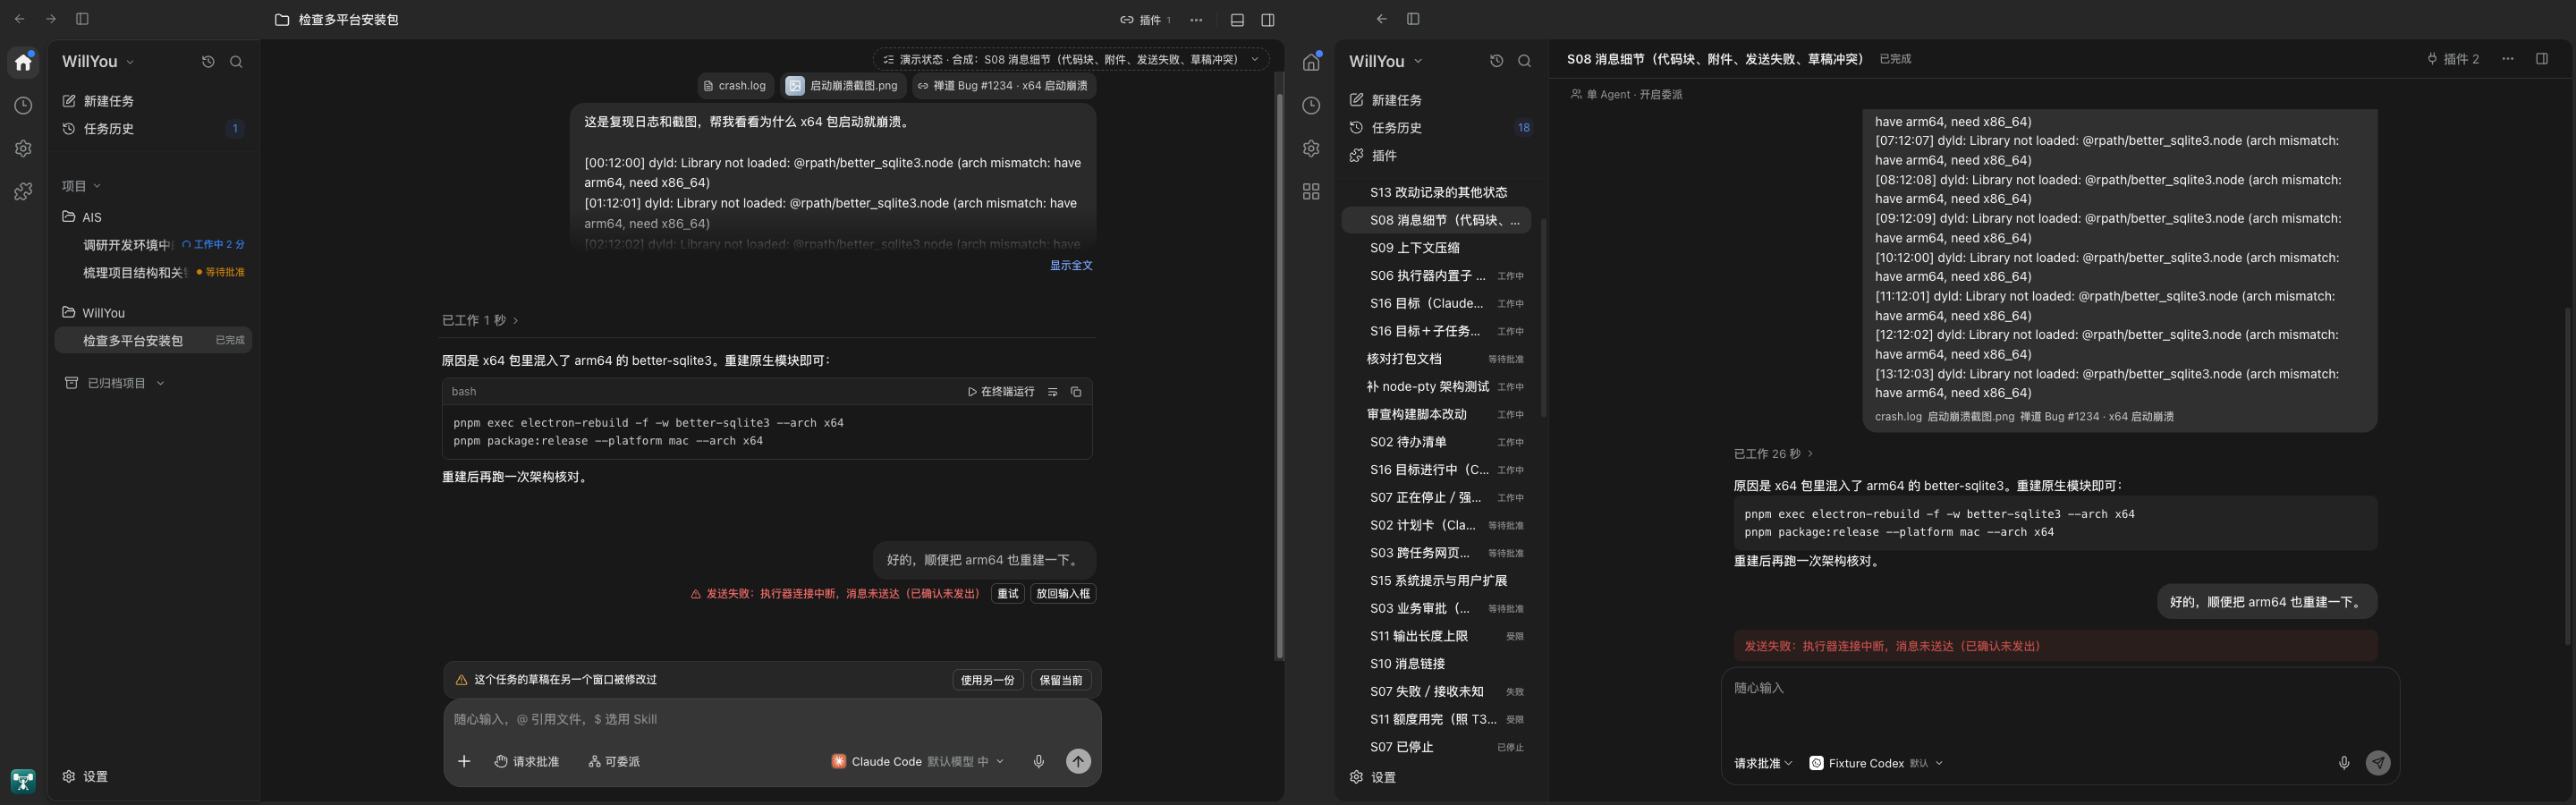 检查多平台安装包
插件 1
WillYou
新建任务
任务历史 1
项目
AIS
调研开发环境中 工作中 2 分
梳理项目结构和关 等待批准
WillYou
检查多平台安装包 已完成
已归档项目
设置
演示状态 · 合成：S08 消息细节（代码块、附件、发送失败、草稿冲突）
crash.log 启动崩溃截图.png 禅道 Bug #1234 · x64 启动崩溃
这是复现日志和截图，帮我看看为什么 x64 包启动就崩溃。
[00:12:00] dyld: Library not loaded: @rpath/better_sqlite3.node (arch mismatch: have
arm64, need x86_64)
[01:12:01] dyld: Library not loaded: @rpath/better_sqlite3.node (arch mismatch: have
arm64, need x86_64)
[02:12:02] dyld: Library not loaded: @rpath/better_sqlite3.node (arch mismatch: have
显示全文
已工作 1 秒
原因是 x64 包里混入了 arm64 的 better-sqlite3。重建原生模块即可：
bash 在终端运行
pnpm exec electron-rebuild -f -w better-sqlite3 --arch x64
pnpm package:release --platform mac --arch x64
重建后再跑一次架构核对。
好的，顺便把 arm64 也重建一下。
发送失败：执行器连接中断，消息未送达（已确认未发出） 重试 放回输入框
这个任务的草稿在另一个窗口被修改过 使用另一份 保留当前
随心输入，@ 引用文件，$ 选用 Skill
请求批准 可委派 Claude Code 默认模型 中
WillYou
新建任务
任务历史 18
插件
S13 改动记录的其他状态
S08 消息细节（代码块、...
S09 上下文压缩
S06 执行器内置子 ... 工作中
S16 目标（Claude... 工作中
S16 目标＋子任务... 工作中
核对打包文档 等待批准
补 node-pty 架构测试 工作中
审查构建脚本改动 工作中
S02 待办清单 工作中
S16 目标进行中（C... 工作中
S07 正在停止 / 强... 工作中
S02 计划卡（Cla... 等待批准
S03 跨任务网页... 等待批准
S15 系统提示与用户扩展
S03 业务审批（... 等待批准
S11 输出长度上限 受限
S10 消息链接
S07 失败 / 接收未知 失败
S11 额度用完（照 T3... 受限
S07 已停止 已停止
设置
S08 消息细节（代码块、附件、发送失败、草稿冲突） 已完成
插件 2
单 Agent · 开启委派
have arm64, need x86_64)
[07:12:07] dyld: Library not loaded: @rpath/better_sqlite3.node (arch mismatch:
have arm64, need x86_64)
[08:12:08] dyld: Library not loaded: @rpath/better_sqlite3.node (arch mismatch:
have arm64, need x86_64)
[09:12:09] dyld: Library not loaded: @rpath/better_sqlite3.node (arch mismatch:
have arm64, need x86_64)
[10:12:00] dyld: Library not loaded: @rpath/better_sqlite3.node (arch mismatch:
have arm64, need x86_64)
[11:12:01] dyld: Library not loaded: @rpath/better_sqlite3.node (arch mismatch:
have arm64, need x86_64)
[12:12:02] dyld: Library not loaded: @rpath/better_sqlite3.node (arch mismatch:
have arm64, need x86_64)
[13:12:03] dyld: Library not loaded: @rpath/better_sqlite3.node (arch mismatch:
have arm64, need x86_64)
crash.log 启动崩溃截图.png 禅道 Bug #1234 · x64 启动崩溃
已工作 26 秒
原因是 x64 包里混入了 arm64 的 better-sqlite3。重建原生模块即可：
pnpm exec electron-rebuild -f -w better-sqlite3 --arch x64
pnpm package:release --platform mac --arch x64
重建后再跑一次架构核对。
好的，顺便把 arm64 也重建一下。
发送失败：执行器连接中断，消息未送达（已确认未发出）
随心输入
请求批准 Fixture Codex 默认